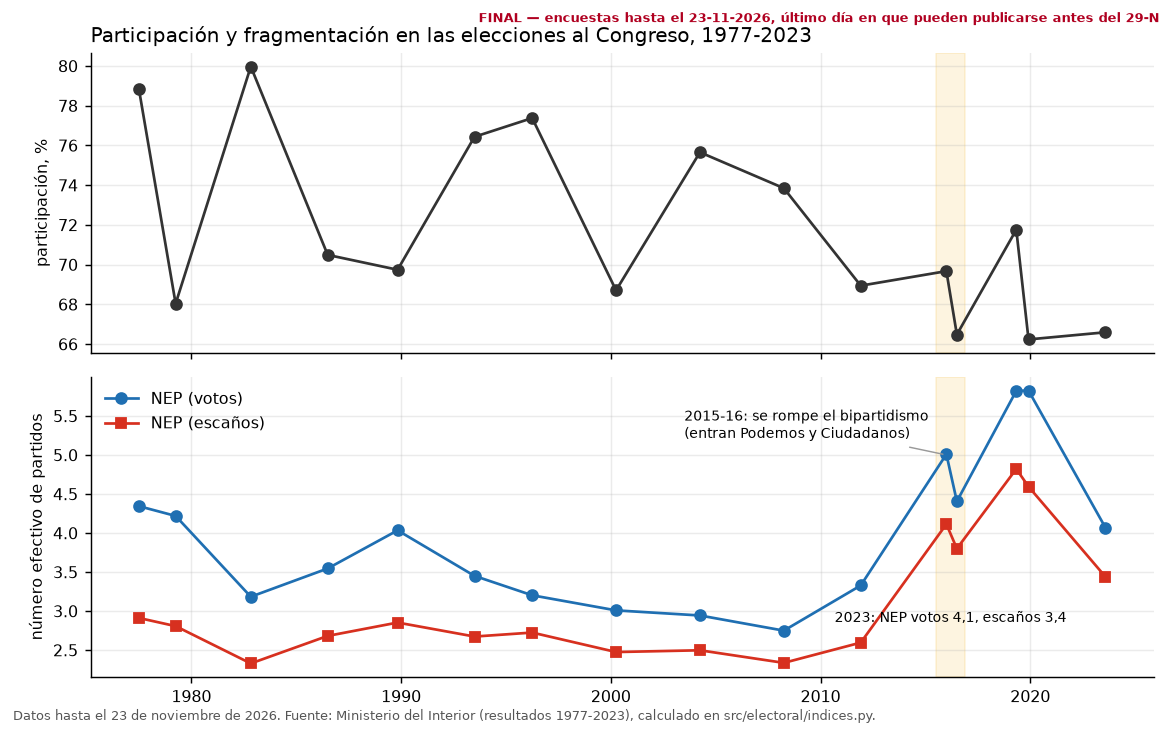 FINAL — encuestas hasta el 23-11-2026, último día en que pueden publicarse antes del 29-N
Participación y fragmentación en las elecciones al Congreso, 1977-2023
80
78
76
74
72
70
68
66
participación, %
NEP (votos)
NEP (escaños)
2015-16: se rompe el bipartidismo
(entran Podemos y Ciudadanos)
2023: NEP votos 4,1, escaños 3,4
5.5
5.0
4.5
4.0
3.5
3.0
2.5
número efectivo de partidos
1980
1990
2000
2010
2020
Datos hasta el 23 de noviembre de 2026. Fuente: Ministerio del Interior (resultados 1977-2023), calculado en src/electoral/indices.py.